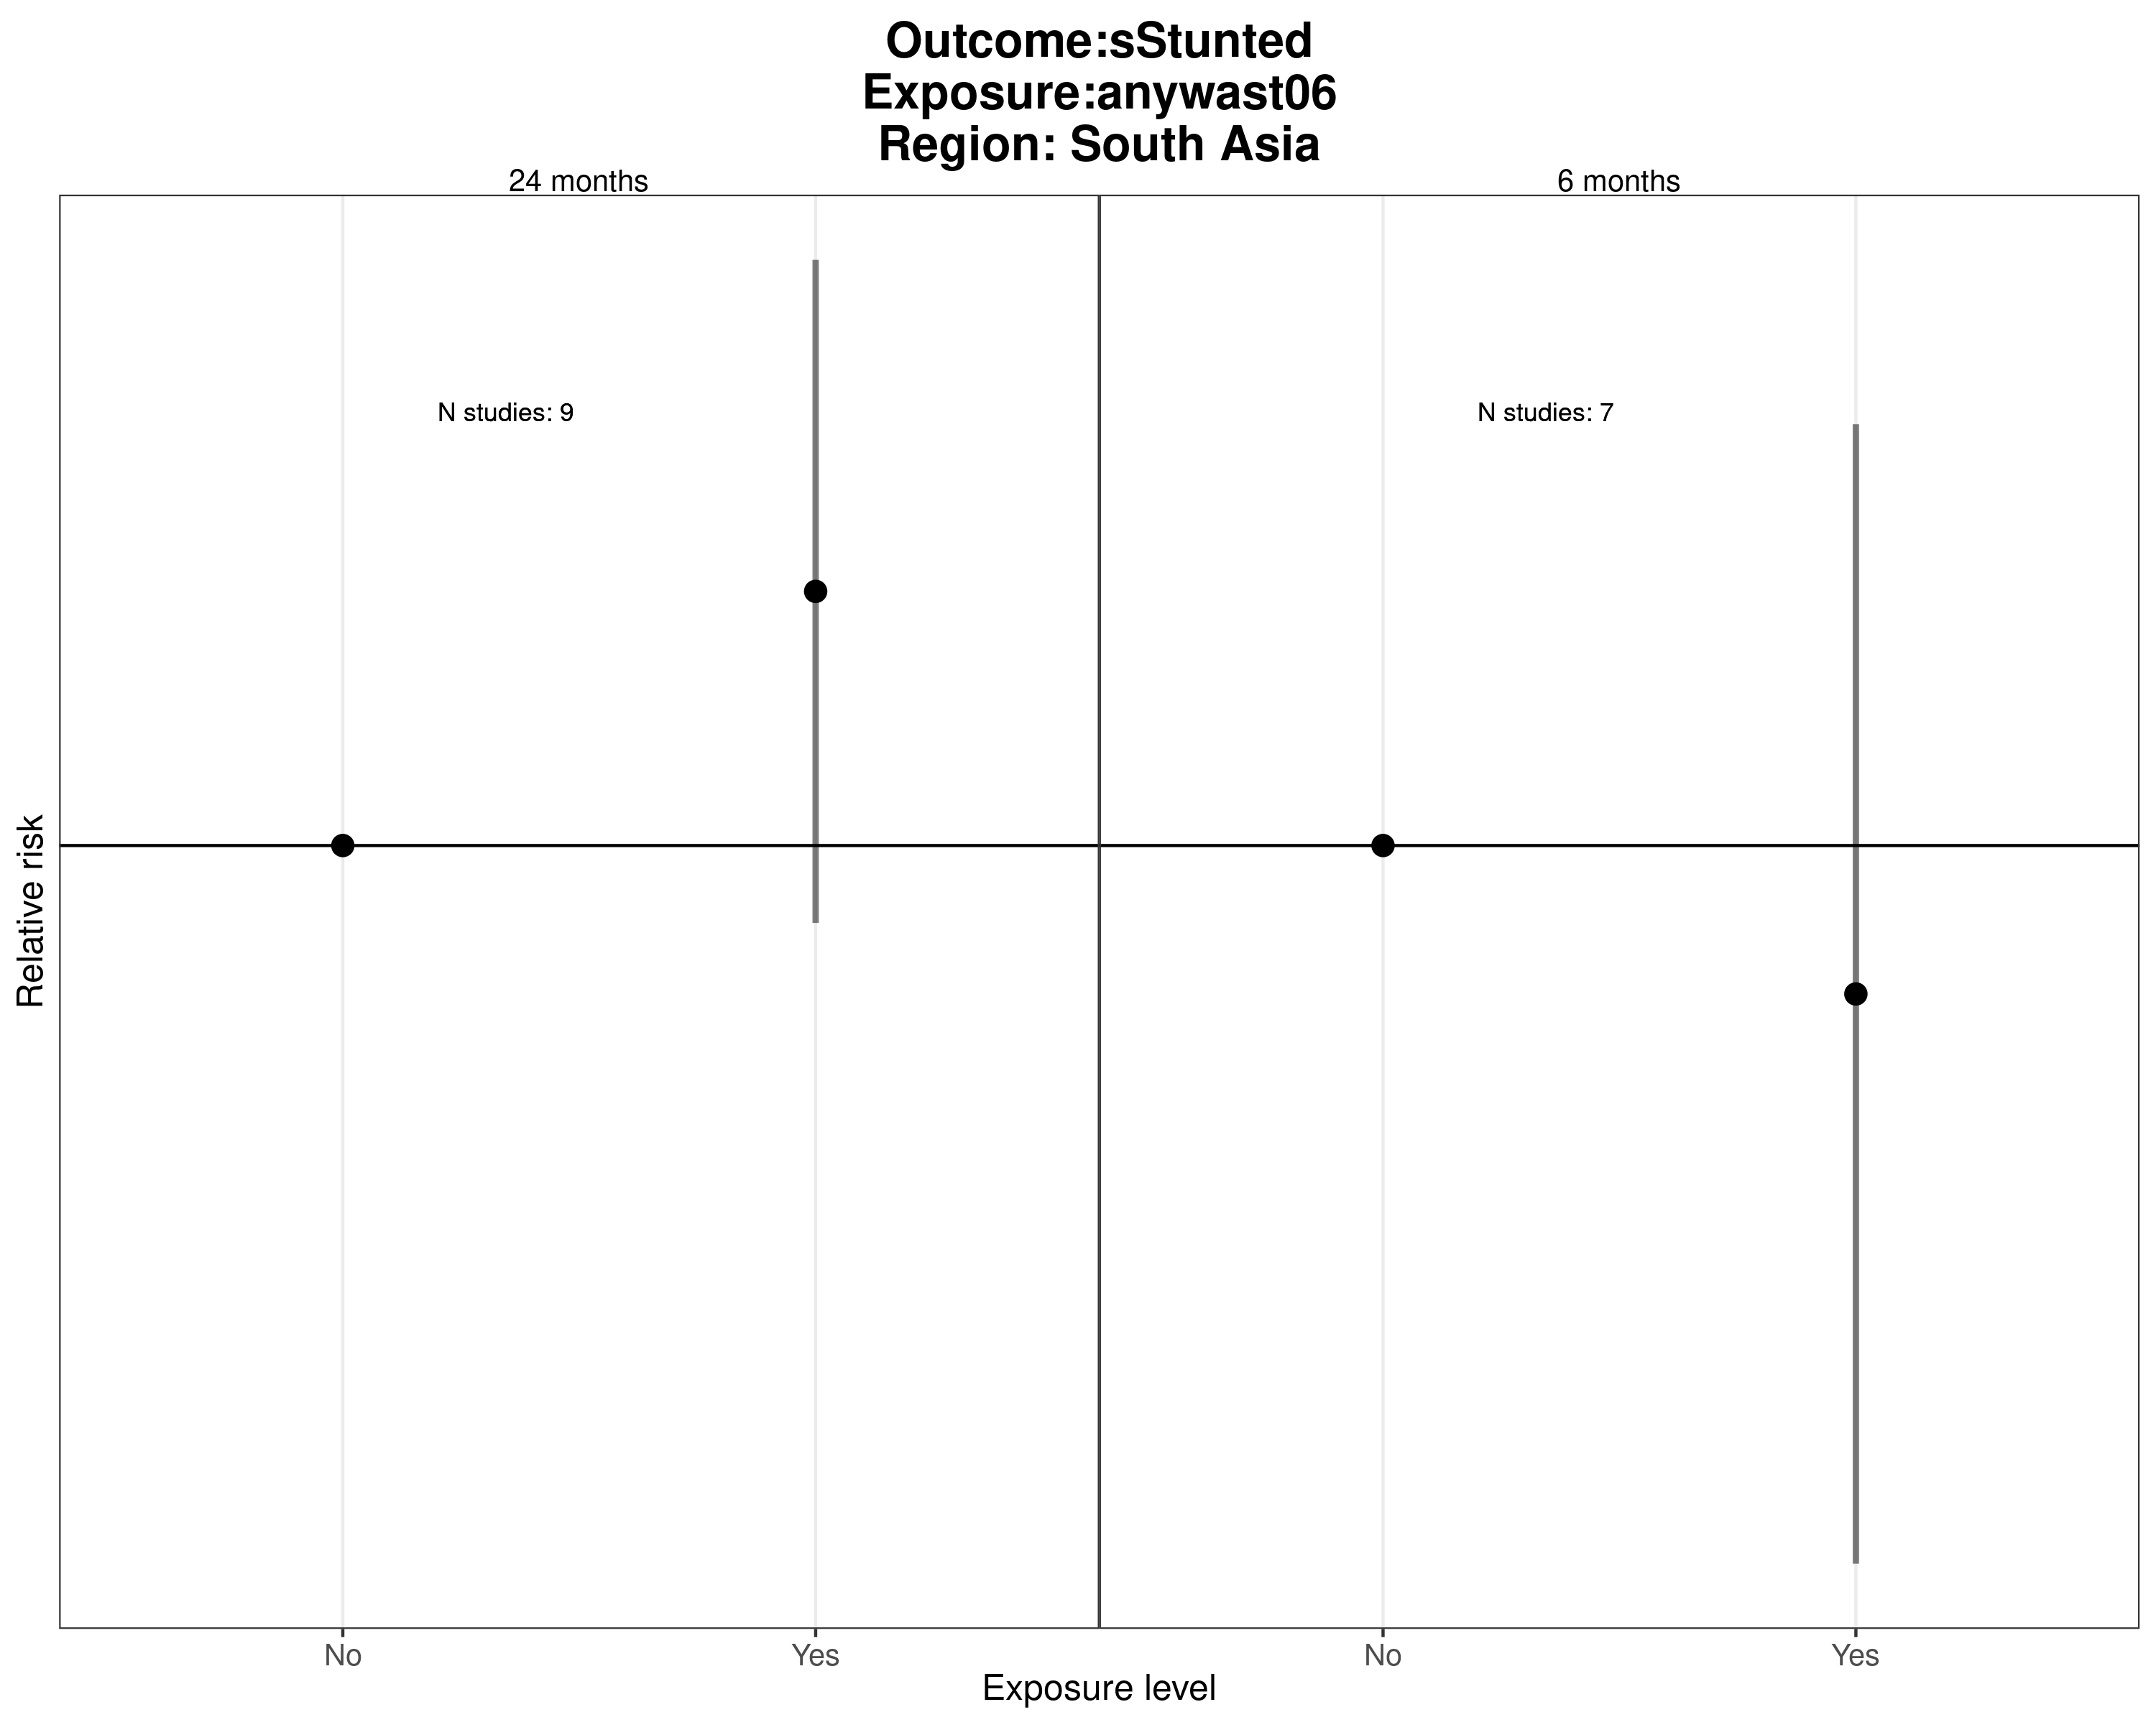 Outcome:sStunted
Exposure:anywast06
Region: South Asia
24 months
6 months
N studies: 9
N studies: 7
Relative risk
No
Yes
No
Yes
Exposure level